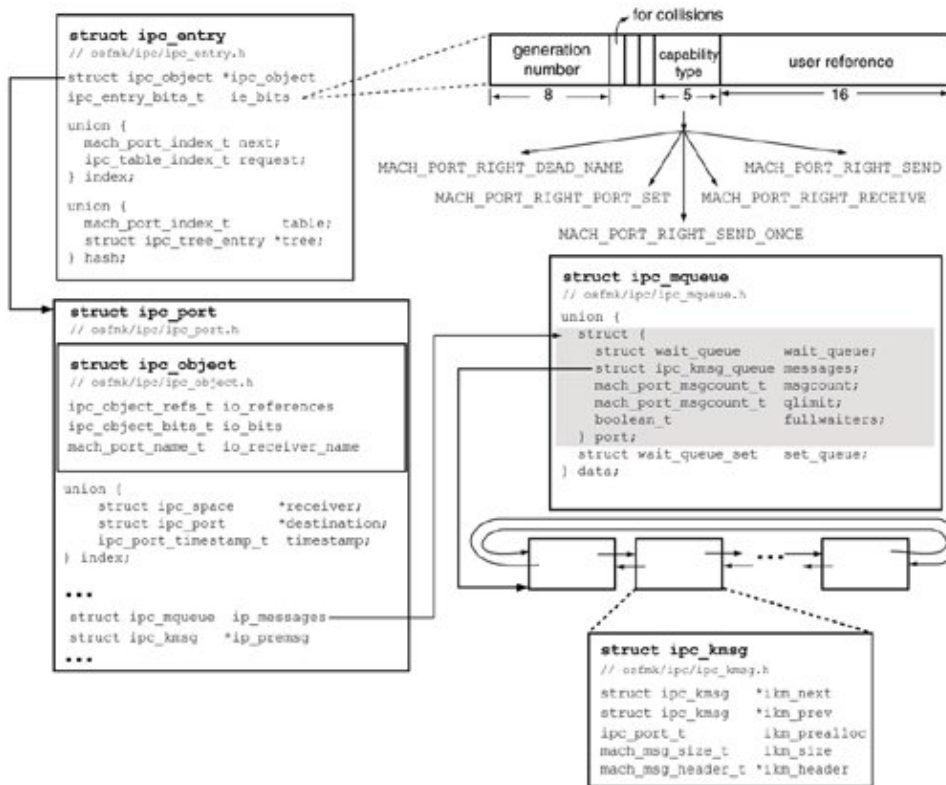 struct ipc_entry
// osfmk/ipc/ipc_entry.h
struct ipc_object *ipc_object
ipc_entry_bits_t ie_bits
union {
mach_port_index_t next;
ipc_table_index_t request;
} index;
union {
mach_port_index_t table;
struct ipc_tree_entry *tree;
} hash;
for collisions
generation number
capability type
user reference
8
5
16
MACH_PORT_RIGHT_DEAD_NAME
MACH_PORT_RIGHT_SEND
MACH_PORT_RIGHT_PORT_SET
MACH_PORT_RIGHT_RECEIVE
MACH_PORT_RIGHT_SEND_ONCE
struct ipc_port
// osfmk/ipc/ipc_port.h
struct ipc_object
// osfmk/ipc/ipc_object.h
ipc_object_refs_t io_references
ipc_object_bits_t io_bits
mach_port_name_t io_receiver_name
union {
struct ipc_space *receiver;
struct ipc_port *destination;
ipc_port_timestamp_t timestamp;
} index;
...
struct ipc_mqueue ip_messages
struct ipc_kmsg *ip_premsg
...
struct ipc_mqueue
// osfmk/ipc/ipc_mqueue.h
union {
struct {
struct wait_queue wait_queue;
struct ipc_kmsg_queue messages;
mach_port_msgcount_t msgcount;
mach_port_msgcount_t qlimit;
boolean_t fullwaiters;
} port;
struct wait_queue_set set_queue;
} data;
...
struct ipc_kmsg
// osfmk/ipc/ipc_kmsg.h
struct ipc_kmsg *ikm_next
struct ipc_kmsg *ikm_prev
ipc_port_t ikm_prealloc
mach_msg_size_t ikm_size
mach_msg_header_t *ikm_header